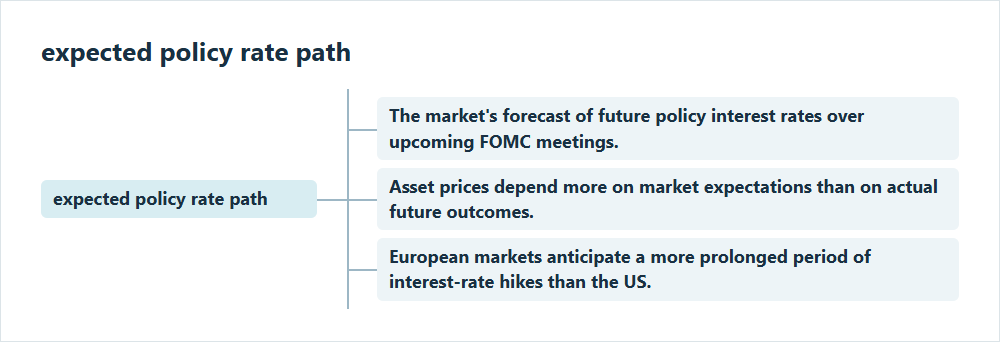 expected policy rate path
The market's forecast of future policy interest rates over
upcoming FOMC meetings.
expected policy rate path
Asset prices depend more on market expectations than on actual
future outcomes.
European markets anticipate a more prolonged period of
interest-rate hikes than the US.